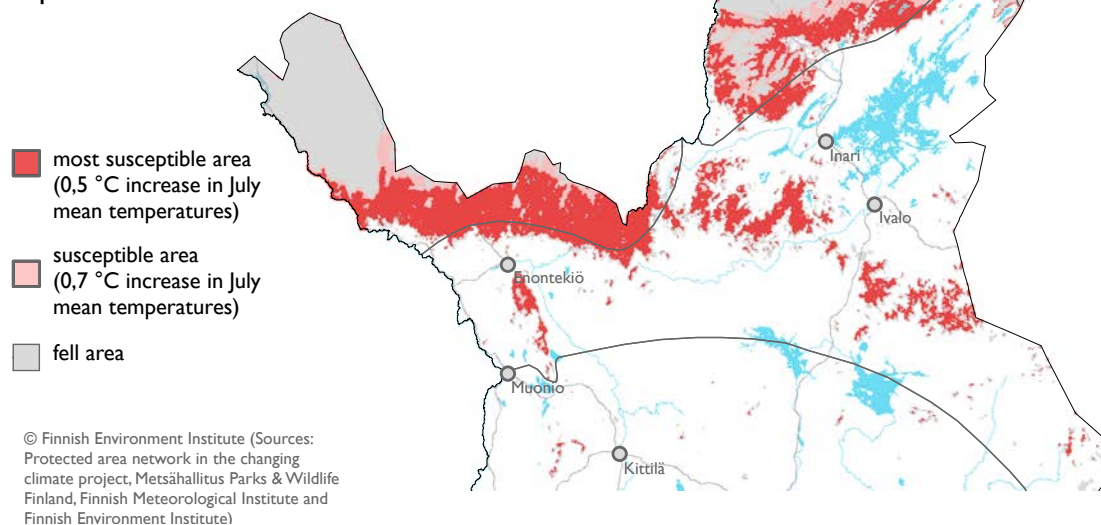 most susceptible area
(0,5 °C increase in July
mean temperatures)
susceptible area
(0,7 °C increase in July
mean temperatures)
fell area
Inari
Ivalo
Enontekiö
Muonio
Kittilä
© Finnish Environment Institute (Sources:
Protected area network in the changing
climate project, Metsähallitus Parks & Wildlife
Finland, Finnish Meteorological Institute and
Finnish Environment Institute)